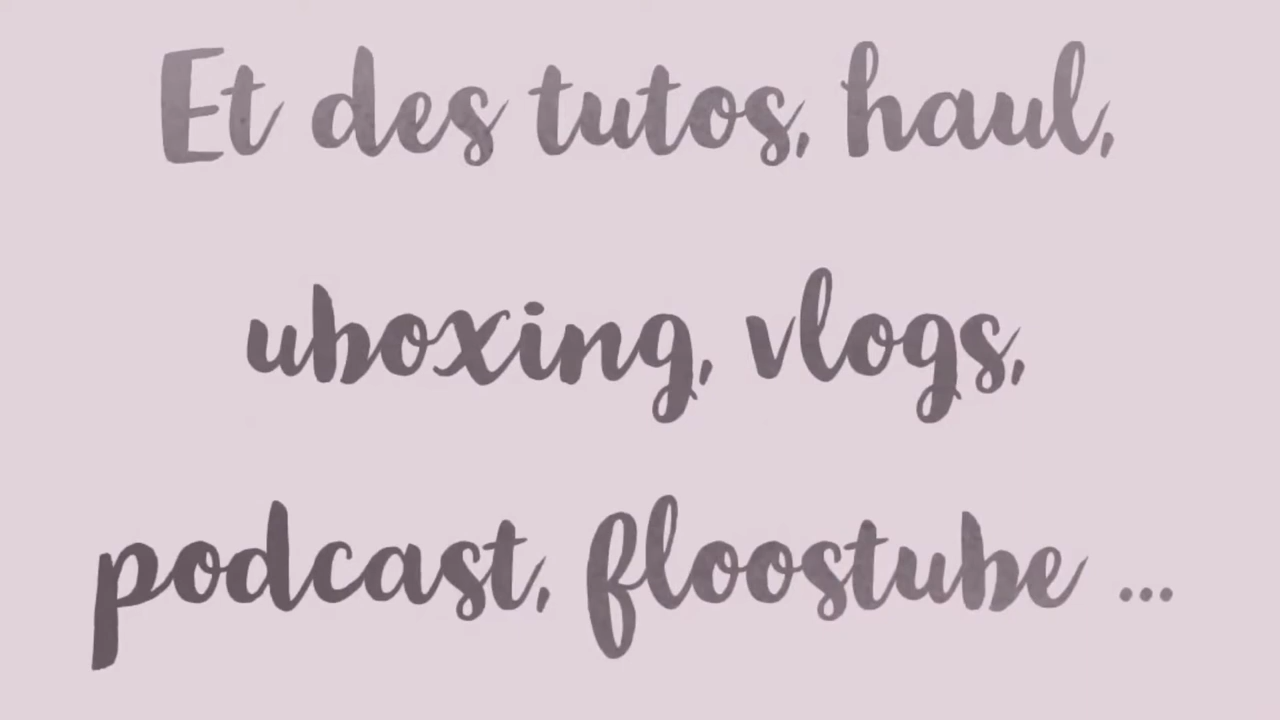 Et des tutos, haul,
uboxing, vlogs,
podcast, floostube ...